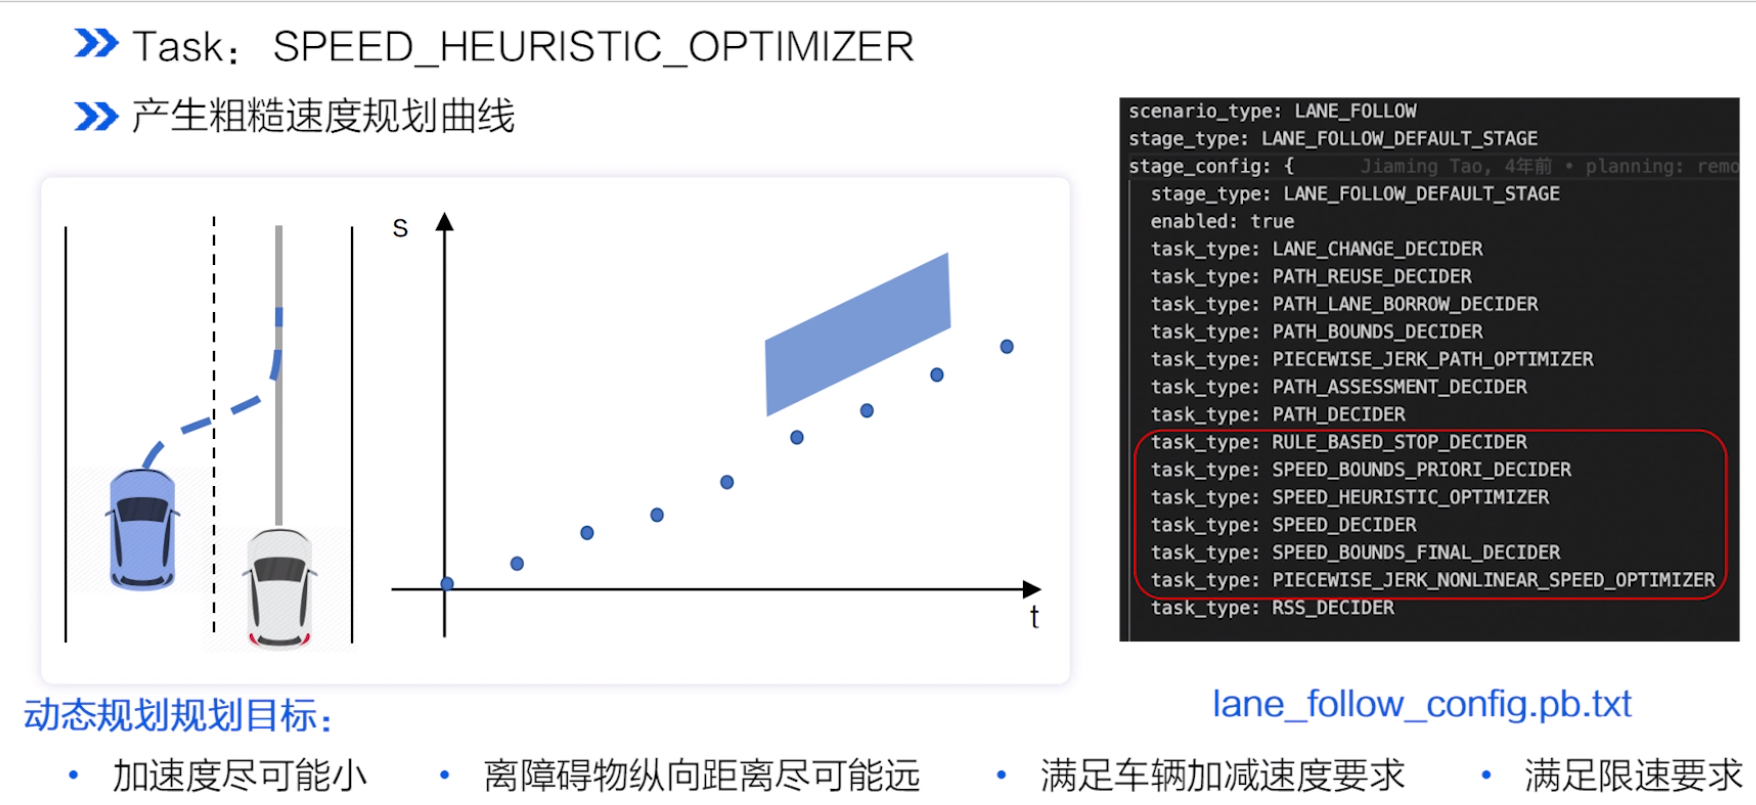 Task: SPEED_HEURISTIC_OPTIMIZER
产生粗糙速度规划曲线
s
t
scenario_type: LANE_FOLLOW
stage_type: LANE_FOLLOW_DEFAULT_STAGE
stage_config: { Jiaming Tao, 4年前 • planning: remo
stage_type: LANE_FOLLOW_DEFAULT_STAGE
enabled: true
task_type: LANE_CHANGE_DECIDER
task_type: PATH_REUSE_DECIDER
task_type: PATH_LANE_BORROW_DECIDER
task_type: PATH_BOUNDS_DECIDER
task_type: PIECEWISE_JERK_PATH_OPTIMIZER
task_type: PATH_ASSESSMENT_DECIDER
task_type: PATH_DECIDER
task_type: RULE_BASED_STOP_DECIDER
task_type: SPEED_BOUNDS_PRIORI_DECIDER
task_type: SPEED_HEURISTIC_OPTIMIZER
task_type: SPEED_DECIDER
task_type: SPEED_BOUNDS_FINAL_DECIDER
task_type: PIECEWISE_JERK_NONLINEAR_SPEED_OPTIMIZER
task_type: RSS_DECIDER
lane_follow_config.pb.txt
动态规划规划目标:
• 加速度尽可能小
• 离障碍物纵向距离尽可能远
• 满足车辆加减速度要求
• 满足限速要求